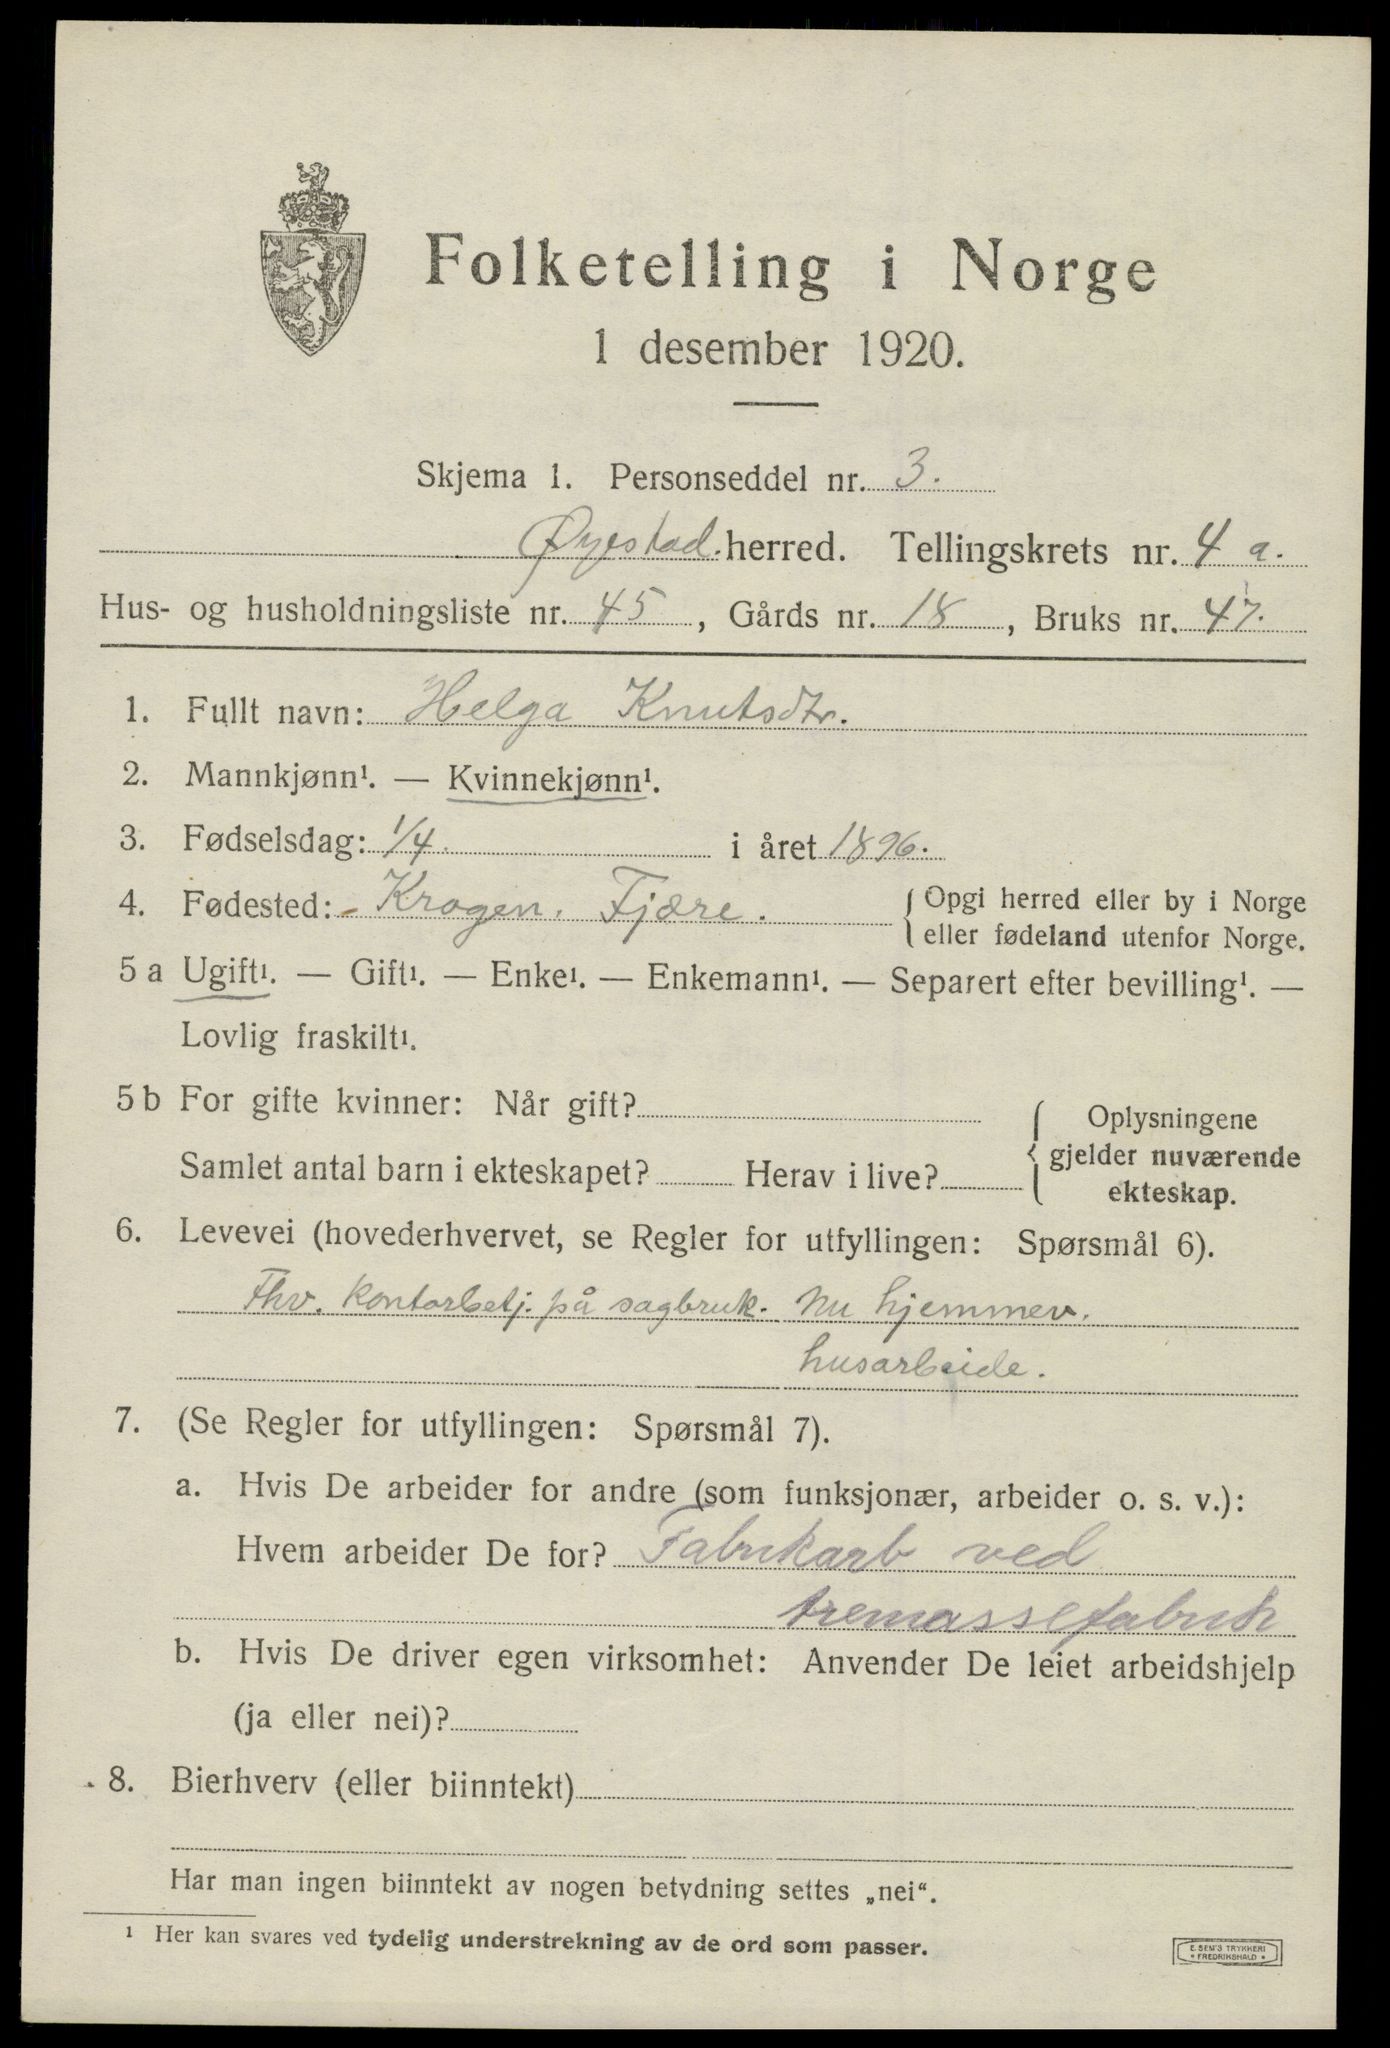 Folketelling i Norge
1 desember 1920.
Skjema 1. Personseddel nr. 3.
Øyestad herred. Tellingskrets nr. 4 a.
Hus- og husholdningsliste nr. 45, Gårds nr. 18, Bruks nr. 47.
1. Fullt navn: Helga Knutsdtr.
2. Mannkjønn¹. — Kvinnekjønn¹.
3. Fødselsdag: 1/4. i året 1896.
4. Fødested: Krogen. Fjære. { Opgi herred eller by i Norge
eller fødeland utenfor Norge.
5 a Ugift¹. — Gift¹. — Enke¹. — Enkemann¹. — Separert efter bevilling¹. —
Lovlig fraskilt¹.
5 b For gifte kvinner: Når gift? { Oplysningene
gjelder nuværende
Samlet antal barn i ekteskapet? Herav i live?
ekteskap.
6. Levevei (hovederhvervet, se Regler for utfyllingen: Spørsmål 6).
Fhv. kontorbetj. på sagbruk. Nu hjemmev.
husarbeide.
7. (Se Regler for utfyllingen: Spørsmål 7).
a. Hvis De arbeider for andre (som funksjonær, arbeider o. s. v.):
Hvem arbeider De for? Fabrikarb ved
tremassefabrik
b. Hvis De driver egen virksomhet: Anvender De leiet arbeidshjelp
(ja eller nei)?
8. Bierhverv (eller biinntekt)
Har man ingen biinntekt av nogen betydning settes „nei“.
¹ Her kan svares ved tydelig understrekning av de ord som passer.
E. SEM'S TRYKKERI
• FREDRIKSHALD •